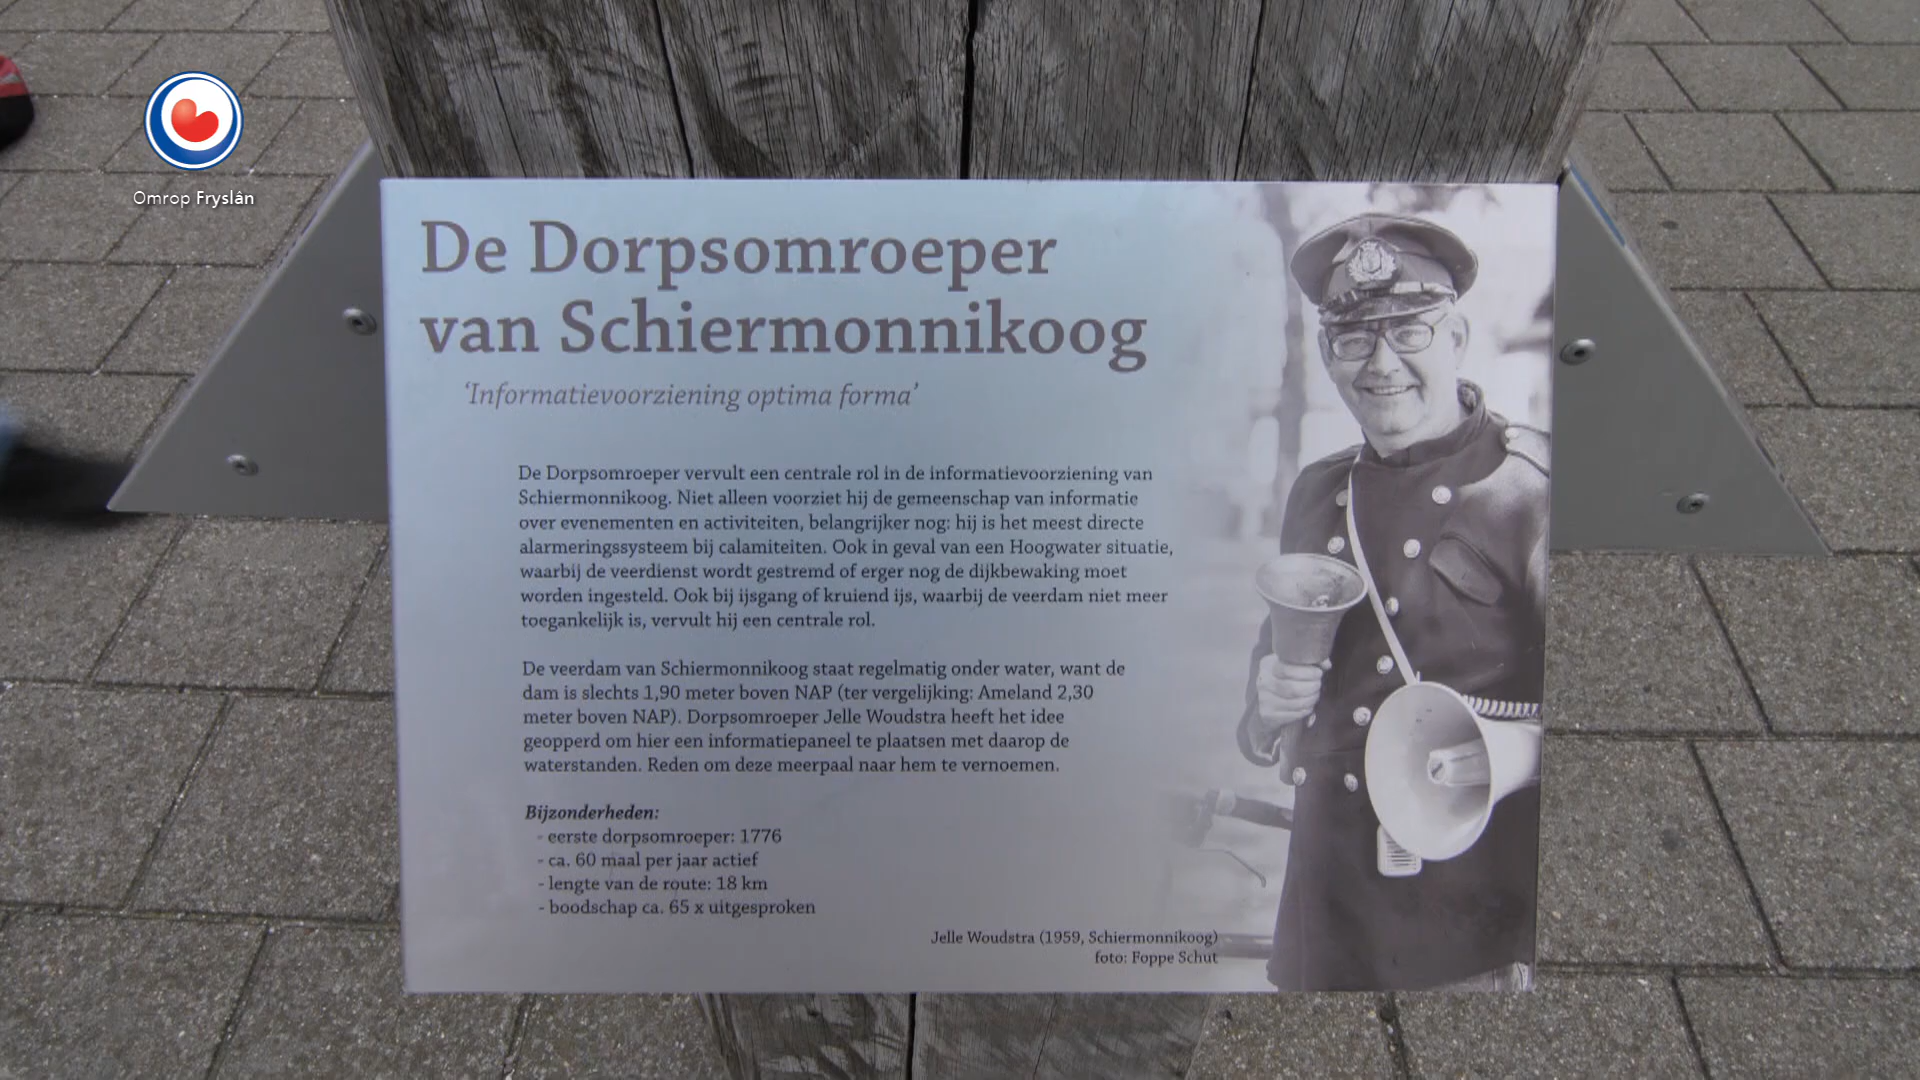 Omrop Fryslân
De Dorpsomroeper
van Schiermonnikoog
‘Informatievoorziening optima forma’
De Dorpsomroeper vervult een centrale rol in de informatievoorziening van
Schiermonnikoog. Niet alleen voorziet hij de gemeenschap van informatie
over evenementen en activiteiten, belangrijker nog: hij is het meest directe
alarmeringssysteem bij calamiteiten. Ook in geval van een Hoogwater situatie,
waarbij de veerdienst wordt gestremd of erger nog de dijkbewaking moet
worden ingesteld. Ook bij ijsgang of kruiend ijs, waarbij de veerdam niet meer
toegankelijk is, vervult hij een centrale rol.
De veerdam van Schiermonnikoog staat regelmatig onder water, want de
dam is slechts 1,90 meter boven NAP (ter vergelijking: Ameland 2,30
meter boven NAP). Dorpsomroeper Jelle Woudstra heeft het idee
geopperd om hier een informatiepaneel te plaatsen met daarop de
waterstanden. Reden om deze meerpaal naar hem te vernoemen.
Bijzonderheden:
- eerste dorpsomroeper: 1776
- ca. 60 maal per jaar actief
- lengte van de route: 18 km
- boodschap ca. 65 x uitgesproken
Jelle Woudstra (1959, Schiermonnikoog)
foto: Foppe Schut